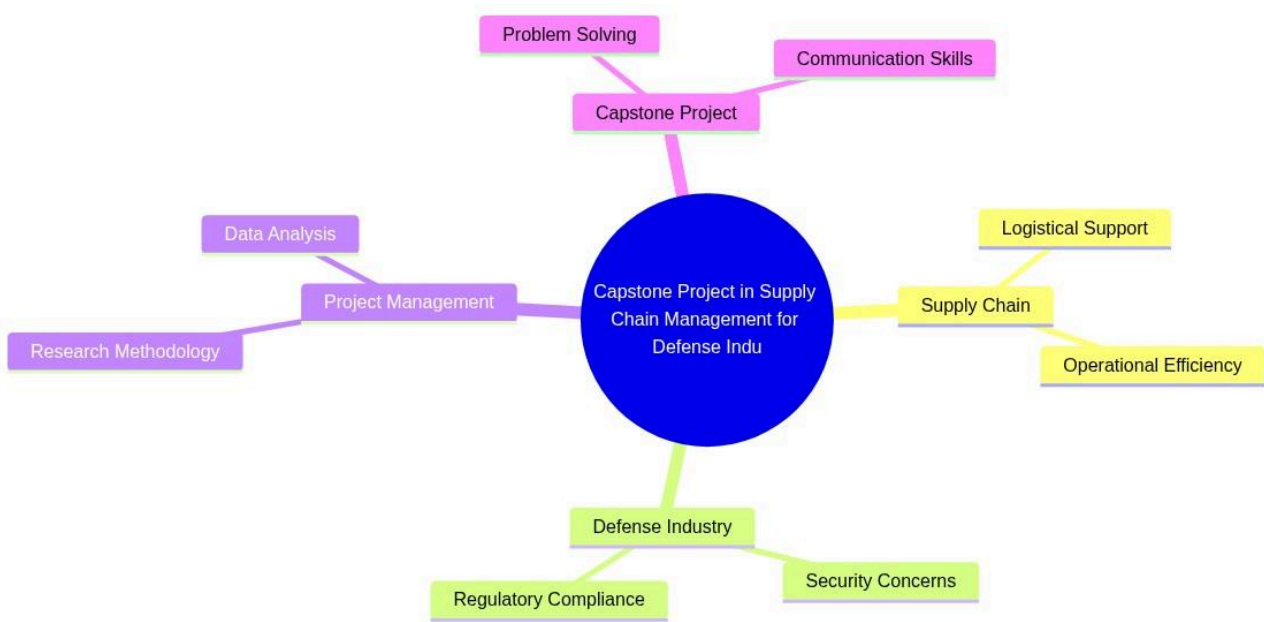 Problem Solving
Communication Skills
Capstone Project
Data Analysis
Project Management
Research Methodology
Capstone Project in Supply
Chain Management for
Defense Indu
Logistical Support
Supply Chain
Operational Efficiency
Defense Industry
Regulatory Compliance
Security Concerns